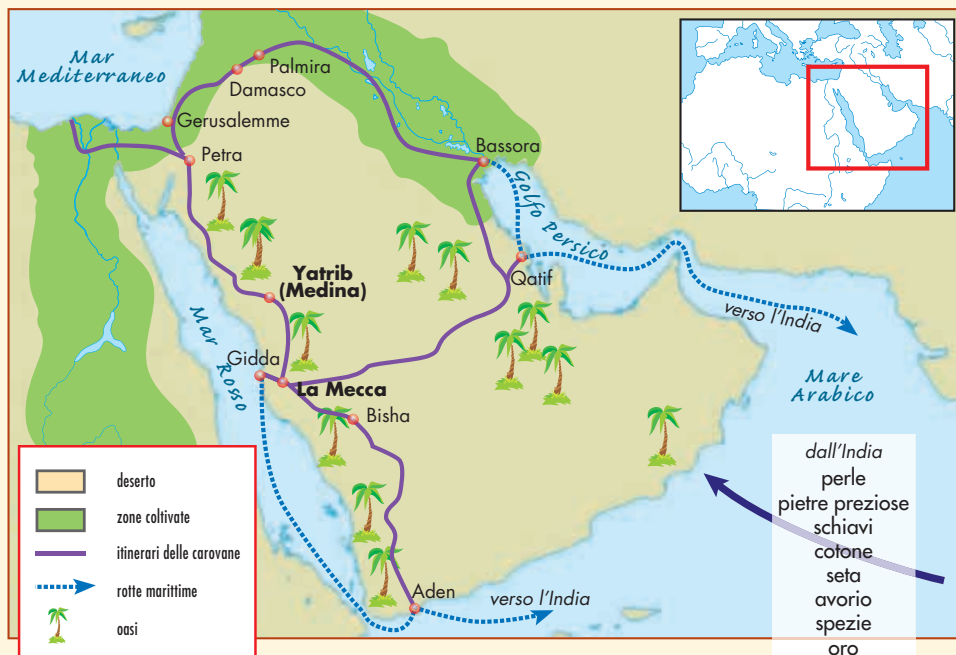 Mar
Mediterraneo
Palmira
Damasco
Gerusalemme
Petra
Bassora
Golfo Persico
Qatif
Yatrib
(Medina)
verso l'India
Mar Rosso
Gidda
La Mecca
Bisha
Mare
Arabico
Aden
verso l'India
deserto
zone coltivate
itinerari delle carovane
rotte marittime
oasi
dall'India
perle
pietre preziose
schiavi
cotone
seta
avorio
spezie
oro